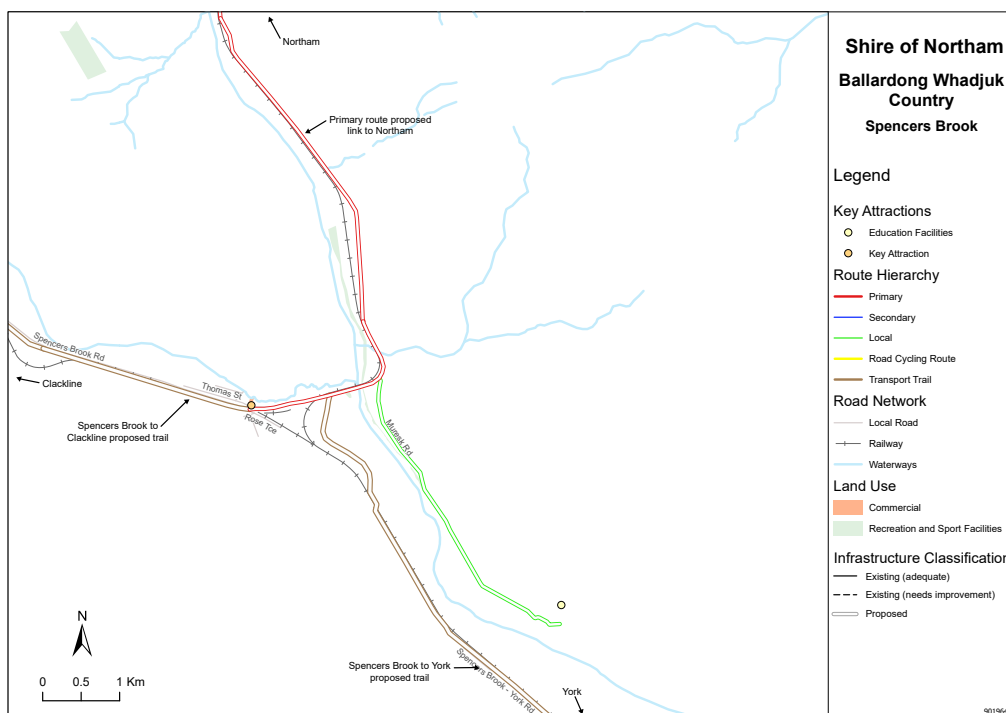 Northam
Primary route proposed
link to Northam
Spencers Brook Rd
Clackline
Thomas St
Rose Tce
Spencers Brook to
Clackline proposed trail
Muresk Rd
Spencers Brook to York
proposed trail
Spencers Brook - York Rd
York
N
0 0.5 1 Km
Shire of Northam
Ballardong Whadjuk
Country
Spencers Brook
Legend
Key Attractions
Education Facilities
Key Attraction
Route Hierarchy
Primary
Secondary
Local
Road Cycling Route
Transport Trail
Road Network
Local Road
Railway
Waterways
Land Use
Commercial
Recreation and Sport Facilities
Infrastructure Classification
Existing (adequate)
Existing (needs improvement)
Proposed